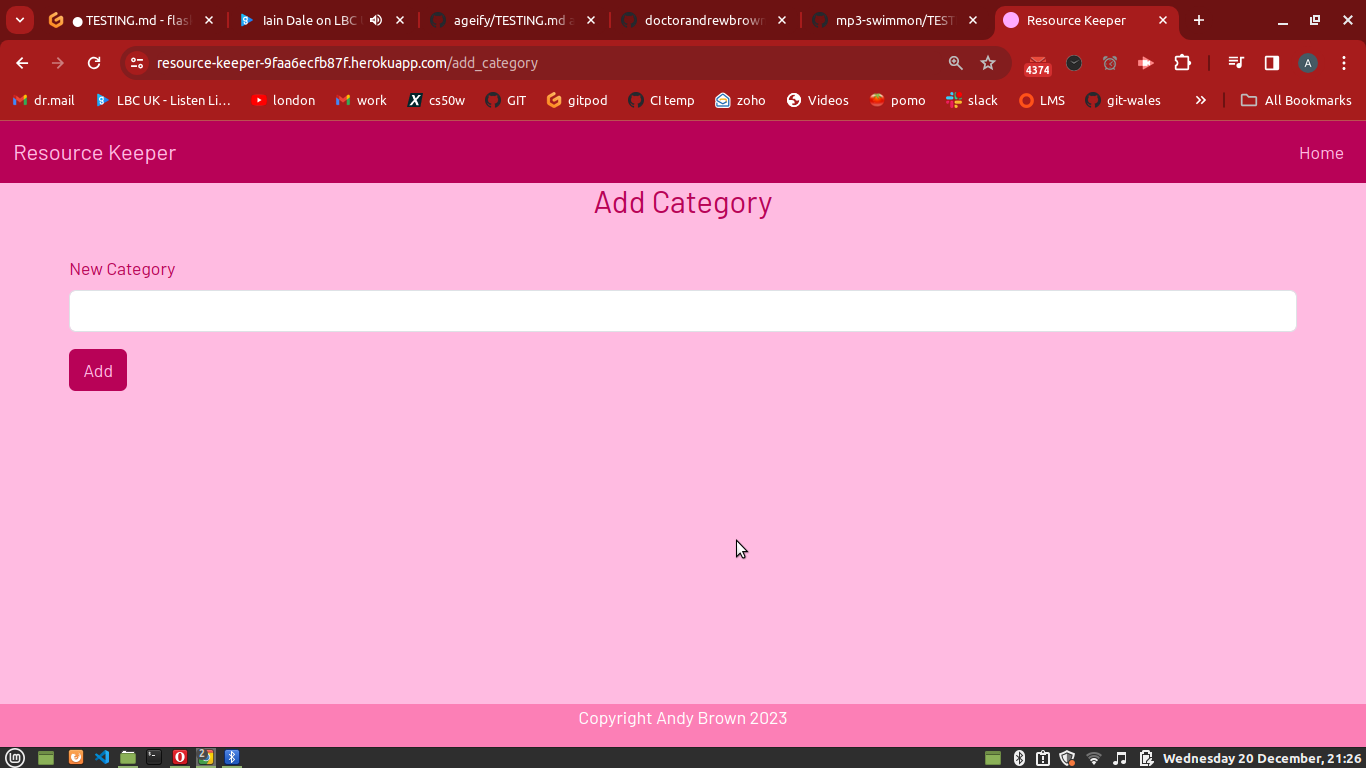 TESTING.md - flas
Iain Dale on LBC
ageify/TESTING.md a
doctorandrewbrown
mp3-swimmon/TEST
Resource Keeper
resource-keeper-9faa6ecfb87f.herokuapp.com/add_category
4374
A
dr.mail
LBC UK - Listen Li…
london
work
cs50w
GIT
gitpod
CI temp
zoho
Videos
pomo
slack
LMS
git-wales
All Bookmarks
Resource Keeper
Home
Add Category
New Category
Add
Copyright Andy Brown 2023
2
Wednesday 20 December, 21:26